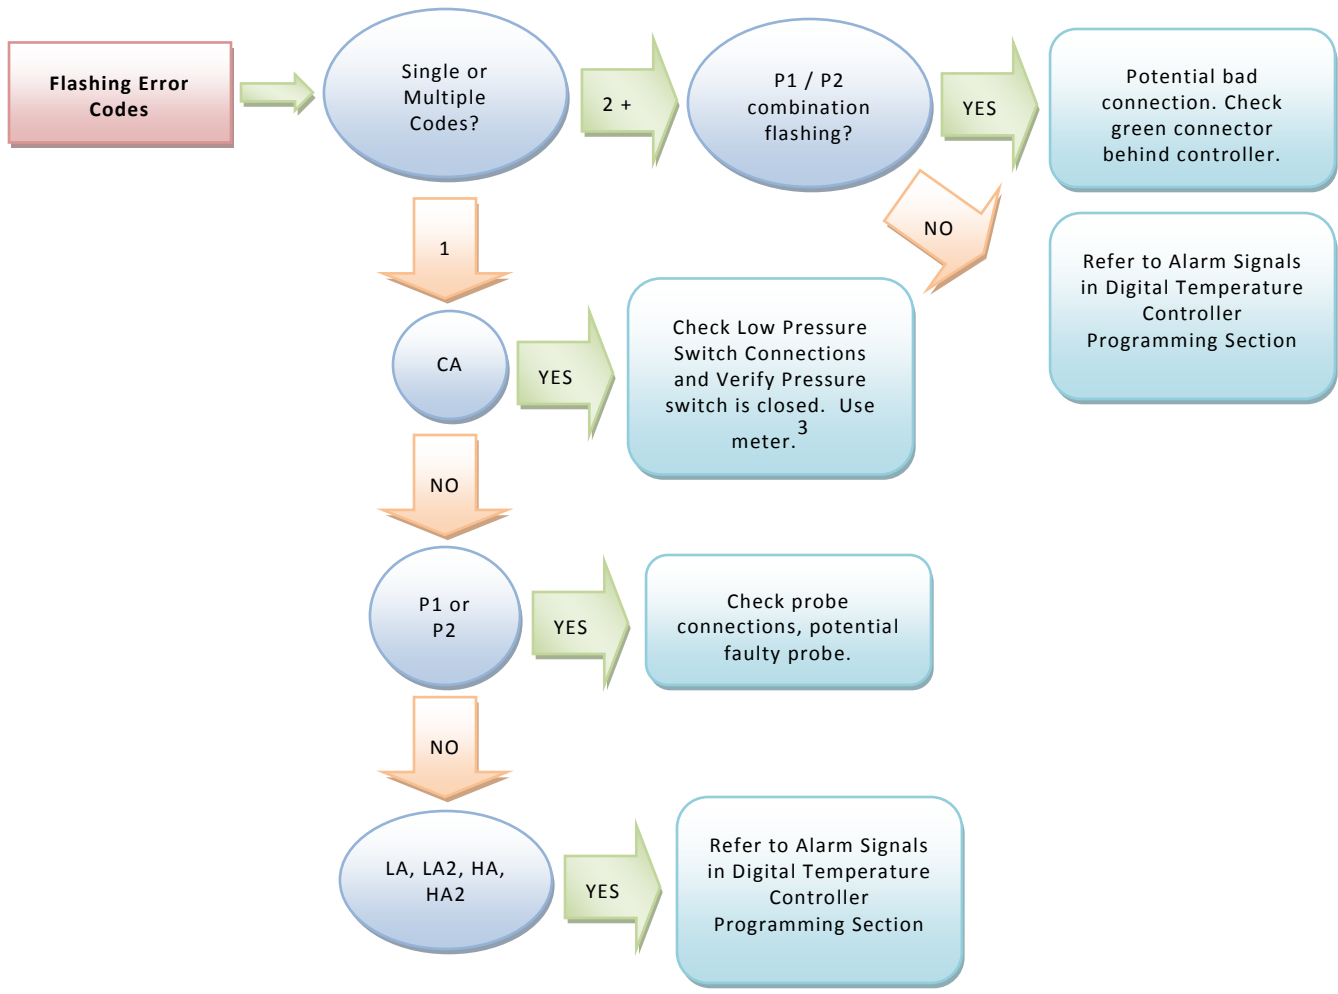 Flashing Error
Codes
Single or
Multiple
Codes?
2 +
P1 / P2
combination
flashing?
YES
Potential bad
connection. Check
green connector
behind controller.
NO
Refer to Alarm Signals
in Digital Temperature
Controller
Programming Section
1
CA
YES
Check Low Pressure
Switch Connections
and Verify Pressure
switch is closed.  Use
meter.3
NO
P1 or
P2
YES
Check probe
connections, potential
faulty probe.
NO
LA, LA2, HA,
HA2
YES
Refer to Alarm Signals
in Digital Temperature
Controller
Programming Section